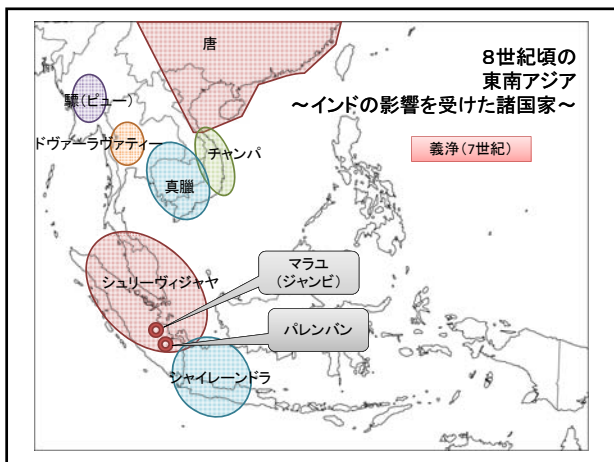 唐
8世紀頃の
東南アジア
～インドの影響を受けた諸国家～
驃(ピュー)
ドヴァーラヴァティー
チャンパ
義浄(7世紀)
真臘
シュリーヴィジャヤ
マラユ
(ジャンビ)
パレンバン
シャイレーンドラ